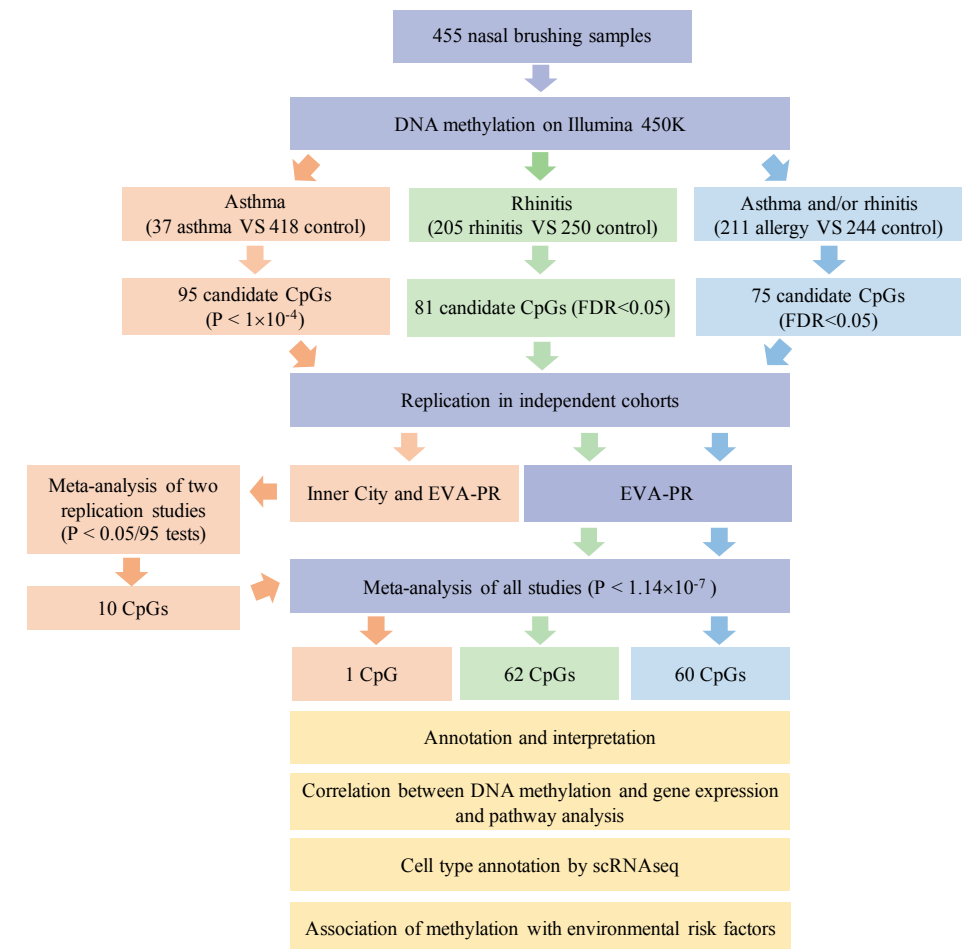 455 nasal brushing samples
DNA methylation on Illumina 450K
Asthma
(37 asthma VS 418 control)
Rhinitis
(205 rhinitis VS 250 control)
Asthma and/or rhinitis
(211 allergy VS 244 control)
95 candidate CpGs
(P < 1×10⁻⁴)
81 candidate CpGs (FDR<0.05)
75 candidate CpGs
(FDR<0.05)
Replication in independent cohorts
Meta-analysis of two
replication studies
(P < 0.05/95 tests)
Inner City and EVA-PR
EVA-PR
10 CpGs
Meta-analysis of all studies (P < 1.14×10⁻⁷ )
1 CpG
62 CpGs
60 CpGs
Annotation and interpretation
Correlation between DNA methylation and gene expression
and pathway analysis
Cell type annotation by scRNAseq
Association of methylation with environmental risk factors